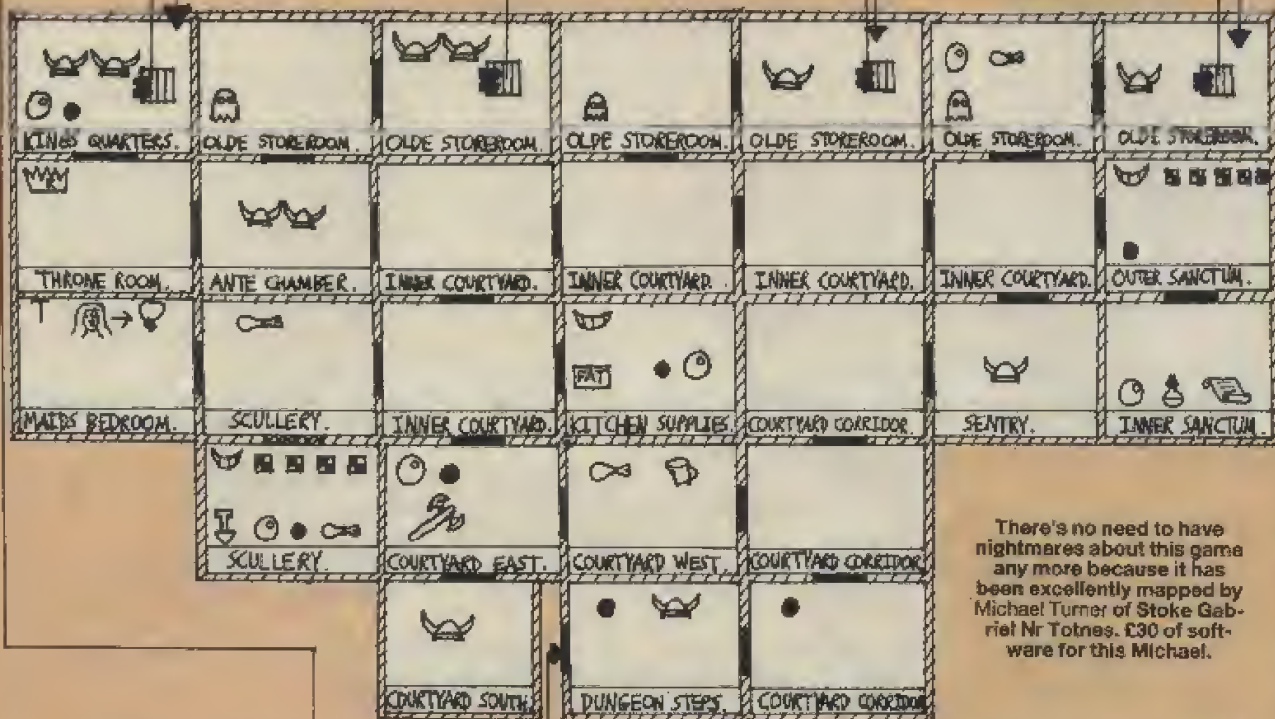 KINGS QUARTERS. OLDE STOREROOM. OLDE STOREROOM. OLDE STOREROOM. OLDE STOREROOM. OLDE STOREROOM. OLDE STOREROOM.
THRONE ROOM. ANTE CHAMBER. INNER COURTYARD. INNER COURTYARD. INNER COURTYARD. INNER COURTYARD. OUTER SANCTUM.
T
FAT
MAIDS BEDROOM. SCULLERY. INNER COURTYARD. KITCHEN SUPPLIES. COURTYARD CORRIDOR. SENTRY. INNER SANCTUM.
T
SCULLERY. COURTYARD EAST. COURTYARD WEST. COURTYARD CORRIDOR
COURTYARD SOUTH. DUNGEON STEPS. COURTYARD CORRIDOR
There's no need to have
nightmares about this game
any more because it has
been excellently mapped by
Michael Turner of Stoke Gab-
riel Nr Totnes. £30 of soft-
ware for this Michael.